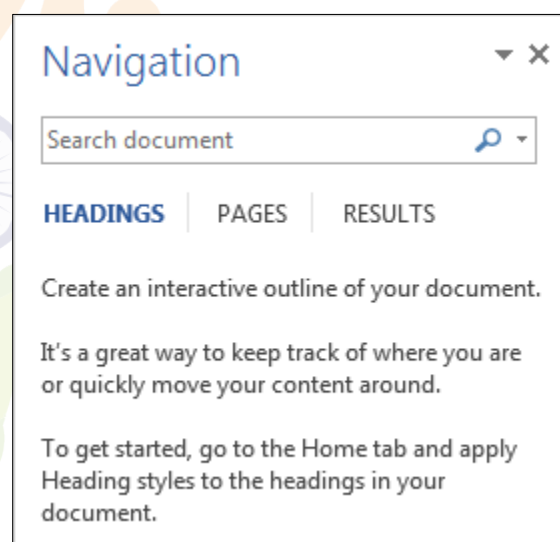 Navigation
Search document
HEADINGS PAGES RESULTS
Create an interactive outline of your document.
It's a great way to keep track of where you are
or quickly move your content around.
To get started, go to the Home tab and apply
Heading styles to the headings in your
document.